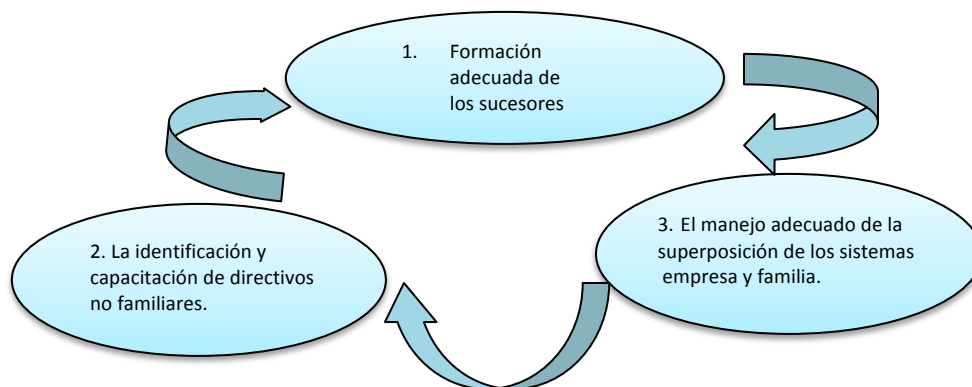 1. Formación
adecuada de
los sucesores
2. La identificación y
capacitación de directivos
no familiares.
3. El manejo adecuado de la
superposición de los sistemas
empresa y familia.